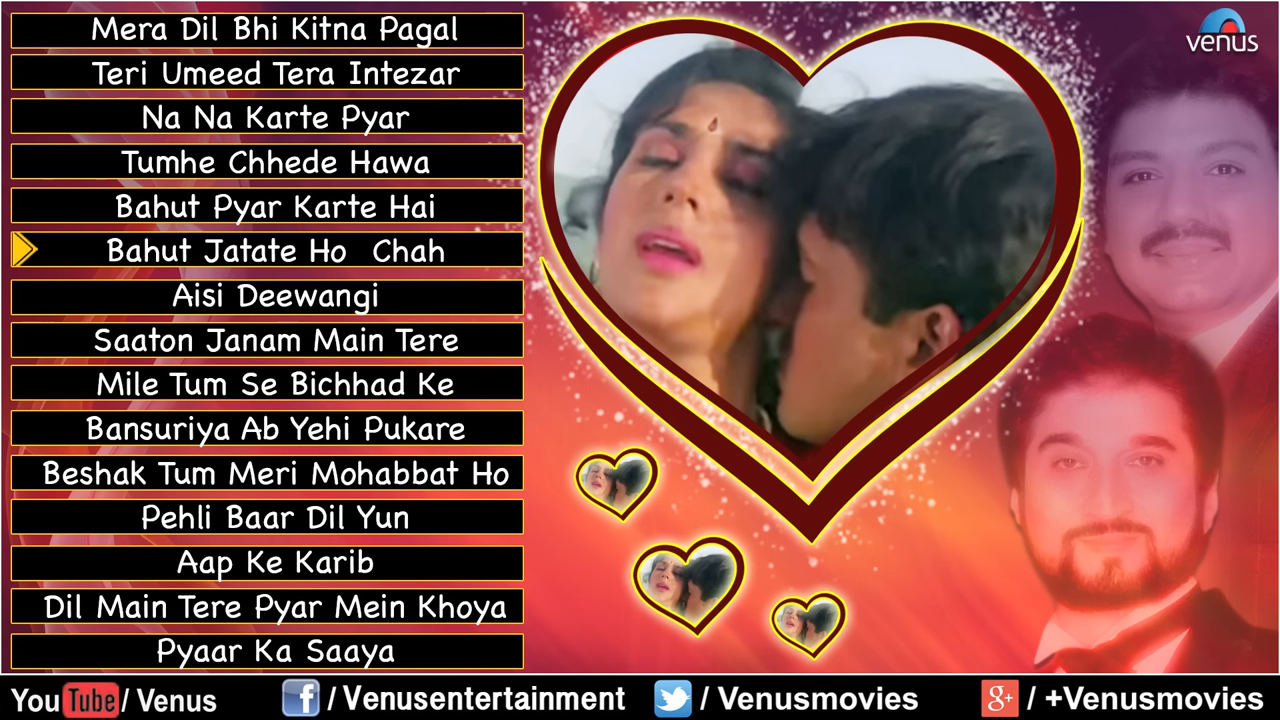 Mera Dil Bhi Kitna Pagal
Teri Umeed Tera Intezar
Na Na Karte Pyar
Tumhe Chhede Hawa
Bahut Pyar Karte Hai
Bahut Jatate Ho Chah
Aisi Deewangi
Saaton Janam Main Tere
Mile Tum Se Bichhad Ke
Bansuriya Ab Yehi Pukare
Beshak Tum Meri Mohabbat Ho
Pehli Baar Dil Yun
Aap Ke Karib
Dil Main Tere Pyar Mein Khoya
Pyaar Ka Saaya
venus
You Tube / Venus
f / Venusentertainment
/ Venusmovies
g+ / +Venusmovies